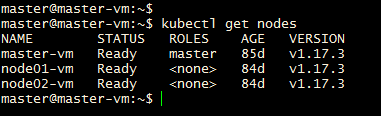 master@master-vm:~$
master@master-vm:~$ kubectl get nodes
NAME STATUS ROLES AGE VERSION
master-vm Ready master 85d v1.17.3
node01-vm Ready <none> 84d v1.17.3
node02-vm Ready <none> 84d v1.17.3
master@master-vm:~$